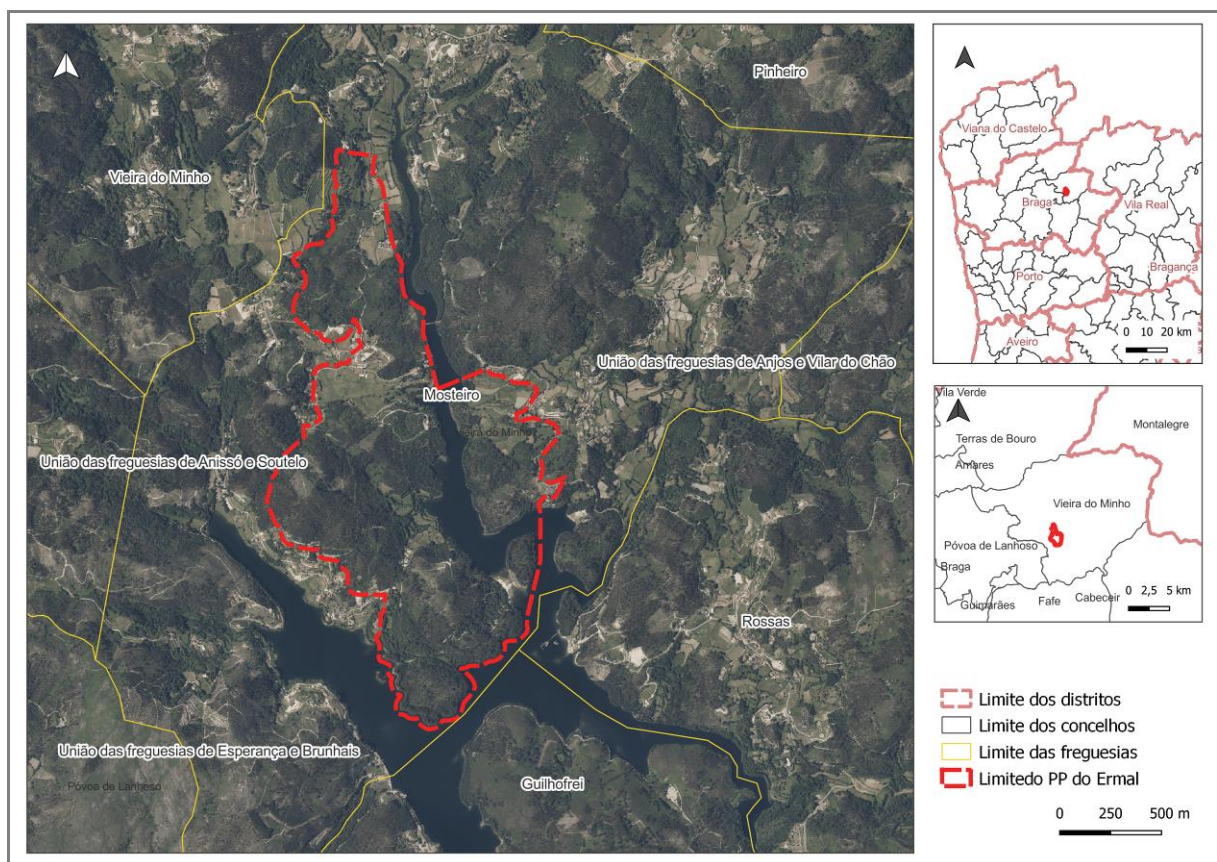 Pinheiro
Vieira do Minho
União das freguesias de Anjos e Vilar do Chão
Mosteiro
ieira do Minho
União das freguesias de Anissó e Soutelo
Rossas
União das freguesias de Esperança e Brunhais
Póvoa de Lanhoso
Guilhofrei
Viana do Castelo
Braga
Vila Real
Bragança
Porto
Aveiro
0 10 20 km
Vila Verde
Montalegre
Terras de Bouro
Amares
Vieira do Minho
Póvoa de Lanhoso
Braga
Guimarães
Fafe
Cabeceir
0 2,5 5 km
Limite dos distritos
Limite dos concelhos
Limite das freguesias
Limitedo PP do Ermal
0 250 500 m